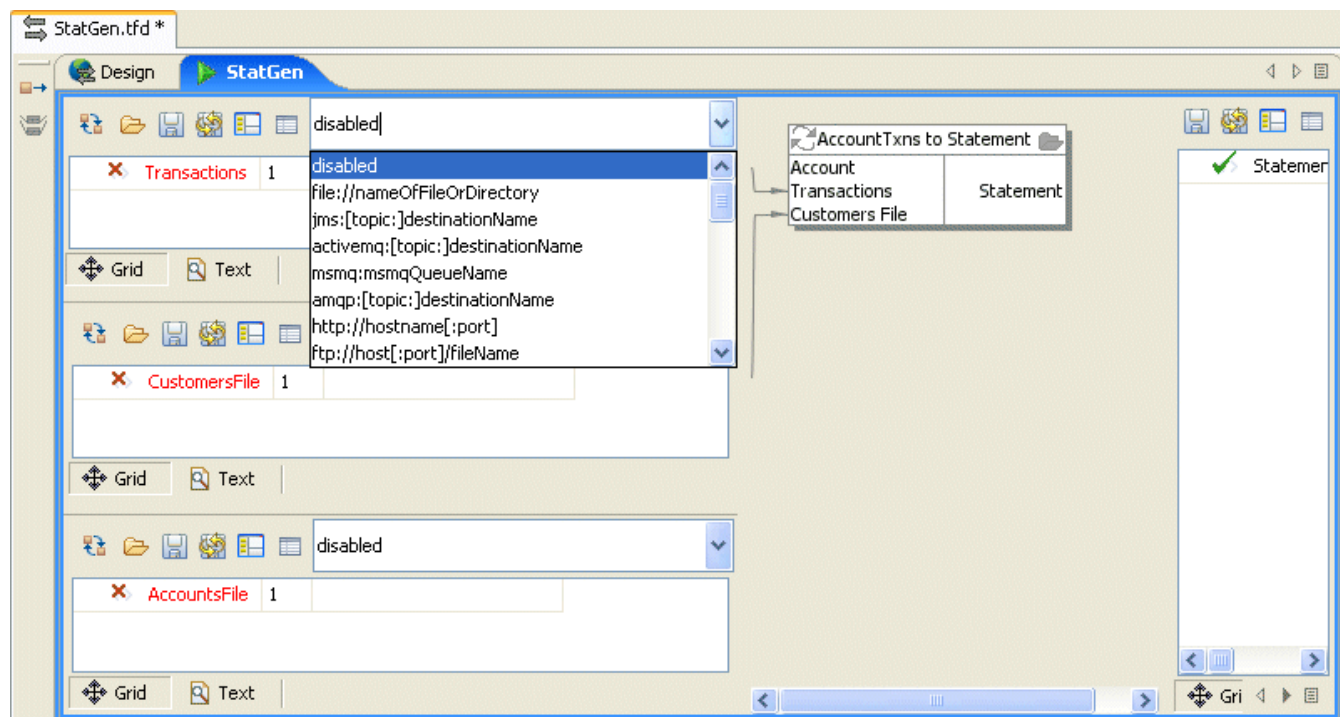 StatGen.tfd *
Design
StatGen
disabled
Transactions 1
disabled
file://nameOfFileOrDirectory
jms:[topic:]destinationName
activemq:[topic:]destinationName
msmq:msmqQueueName
amqp:[topic:]destinationName
http://hostname[:port]
ftp://host[:port]/fileName
Grid
Text
CustomersFile 1
Grid
Text
disabled
AccountsFile 1
Grid
Text
AccountTxns to Statement
Account
Transactions Statement
Customers File
Statemer
Gri